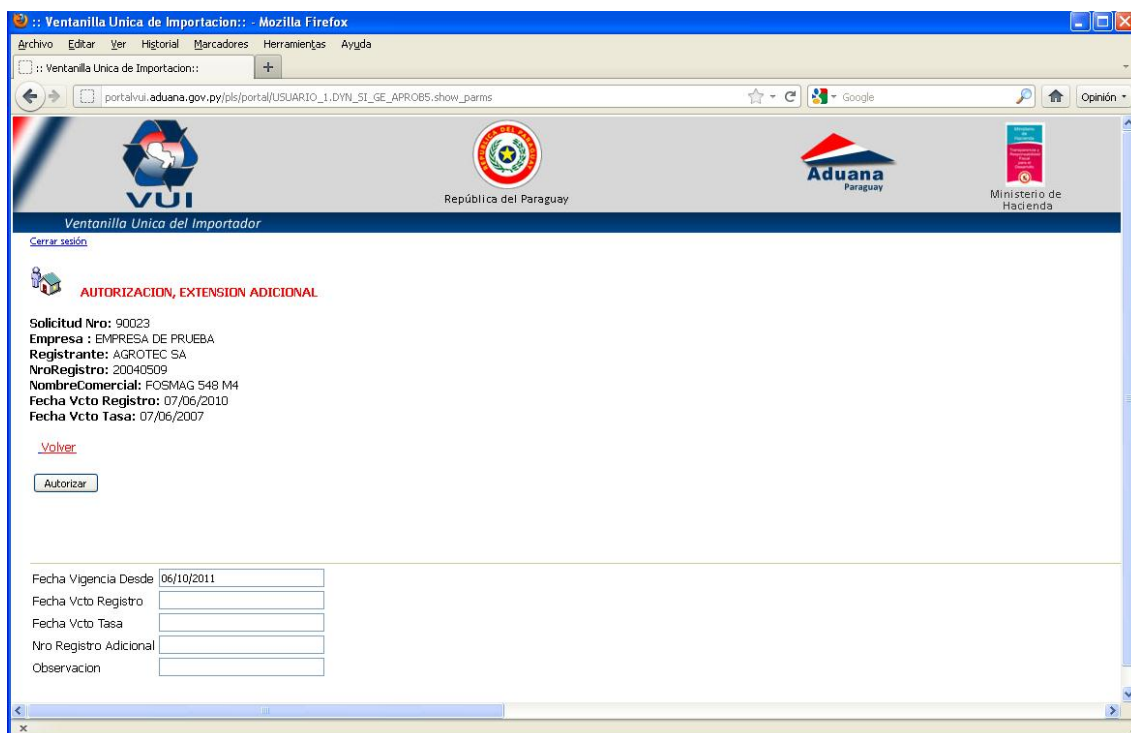 :: Ventanilla Unica de Importacion:: - Mozilla Firefox
Archivo Editar Ver Historial Marcadores Herramientas Ayuda
:: Ventanilla Unica de Importacion:: +
portalvui.aduana.gov.py/pls/portal/USUARIO_1.DYN_SI_GE_APROB5.show_parms Google Opinión
VUI
República del Paraguay
Aduana
Paraguay
Ministerio de
Hacienda
Ventanilla Unica del Importador
Cerrar sesión
AUTORIZACION, EXTENSION ADICIONAL
Solicitud Nro: 90023
Empresa : EMPRESA DE PRUEBA
Registrante: AGROTEC SA
NroRegistro: 20040509
NombreComercial: FOSMAG 548 M4
Fecha Vcto Registro: 07/06/2010
Fecha Vcto Tasa: 07/06/2007
Volver
Autorizar
Fecha Vigencia Desde 06/10/2011
Fecha Vcto Registro
Fecha Vcto Tasa
Nro Registro Adicional
Observacion